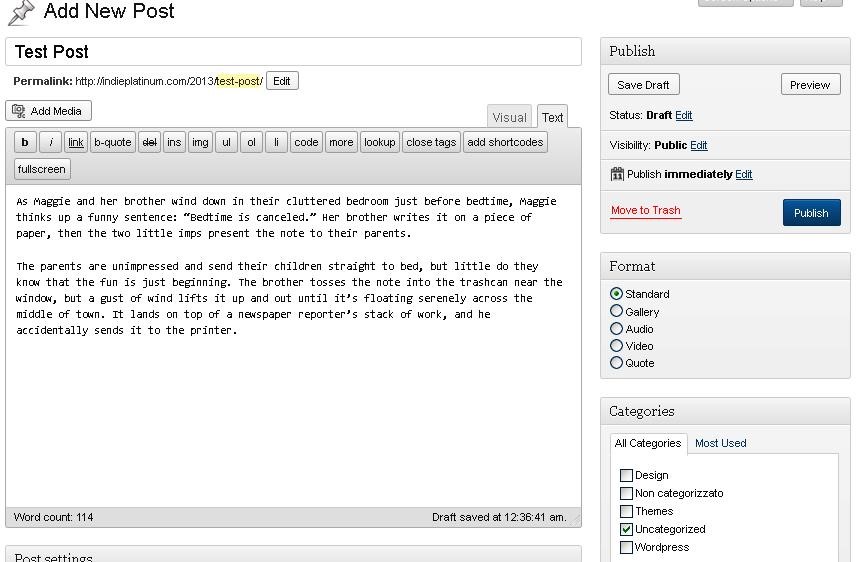 Add New Post
Test Post
Permalink: http://indieplatinum.com/2013/test-post/ Edit
Add Media
Visual Text
b i link b-quote del ins img ul ol li code more lookup close tags add shortcodes
fullscreen
As Maggie and her brother wind down in their cluttered bedroom just before bedtime, Maggie
thinks up a funny sentence: “Bedtime is canceled.” Her brother writes it on a piece of
paper, then the two little imps present the note to their parents.
The parents are unimpressed and send their children straight to bed, but little do they
know that the fun is just beginning. The brother tosses the note into the trashcan near the
window, but a gust of wind lifts it up and out until it’s floating serenely across the
middle of town. It lands on top of a newspaper reporter’s stack of work, and he
accidentally sends it to the printer.
Word count: 114 Draft saved at 12:36:41 am.
Post settings
Publish
Save Draft Preview
Status: Draft Edit
Visibility: Public Edit
Publish immediately Edit
Move to Trash Publish
Format
Standard
Gallery
Audio
Video
Quote
Categories
All Categories Most Used
Design
Non categorizzato
Themes
Uncategorized
Wordpress